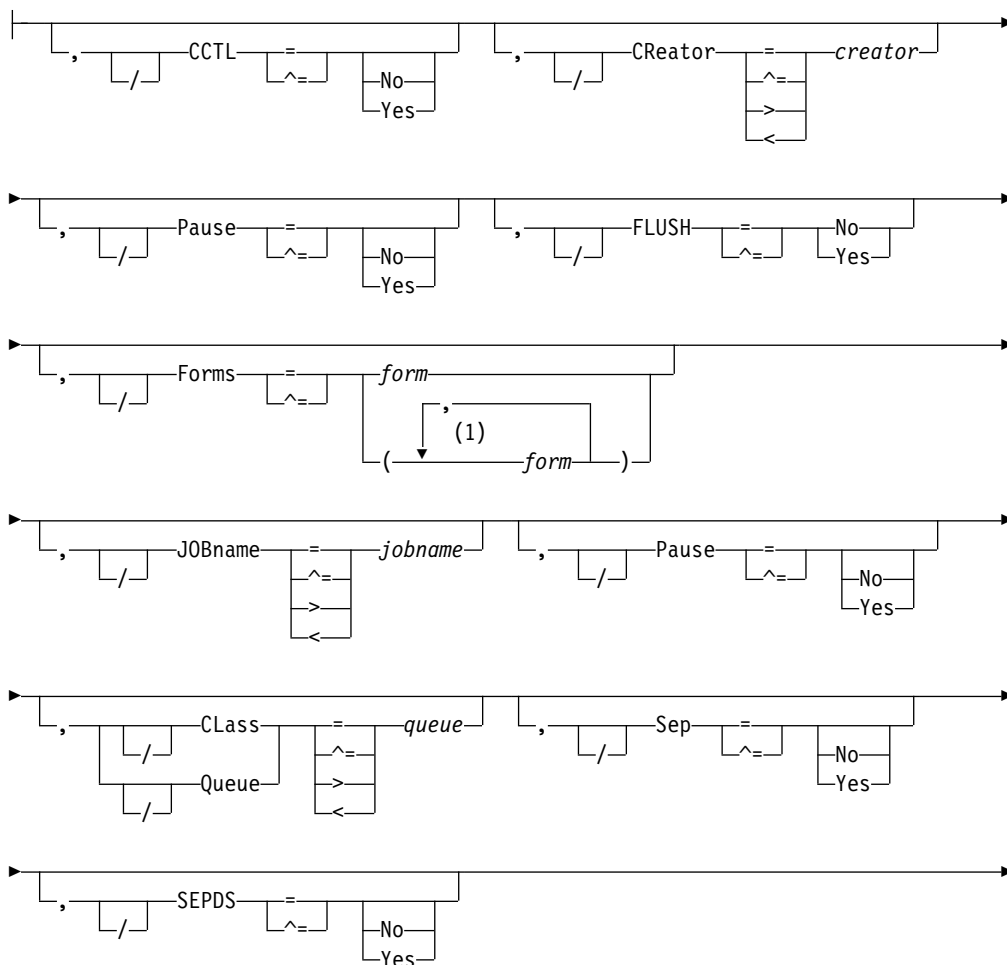 , / CCTL = ^= No Yes , / CReator = ^= > < creator
, / Pause = ^= No Yes , / FLUSH = ^= No Yes
, / Forms = ^= form ( , (1) form )
, / JOBname = ^= > < jobname , / Pause = ^= No Yes
, / CLass / Queue = ^= > < queue , / Sep = ^= No Yes
, / SEPDS = ^= No Yes